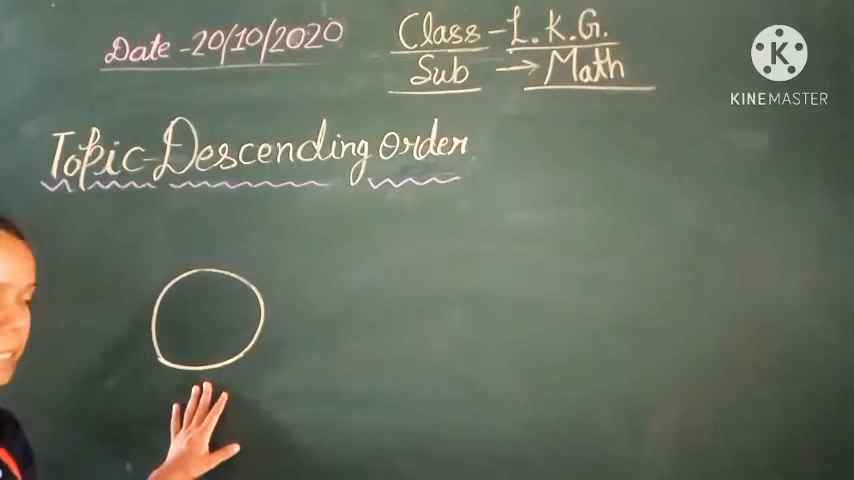 Date - 20/10/2020
Class - L.K.G.
Sub → Math
Topic - Descending order
K
KINEMASTER